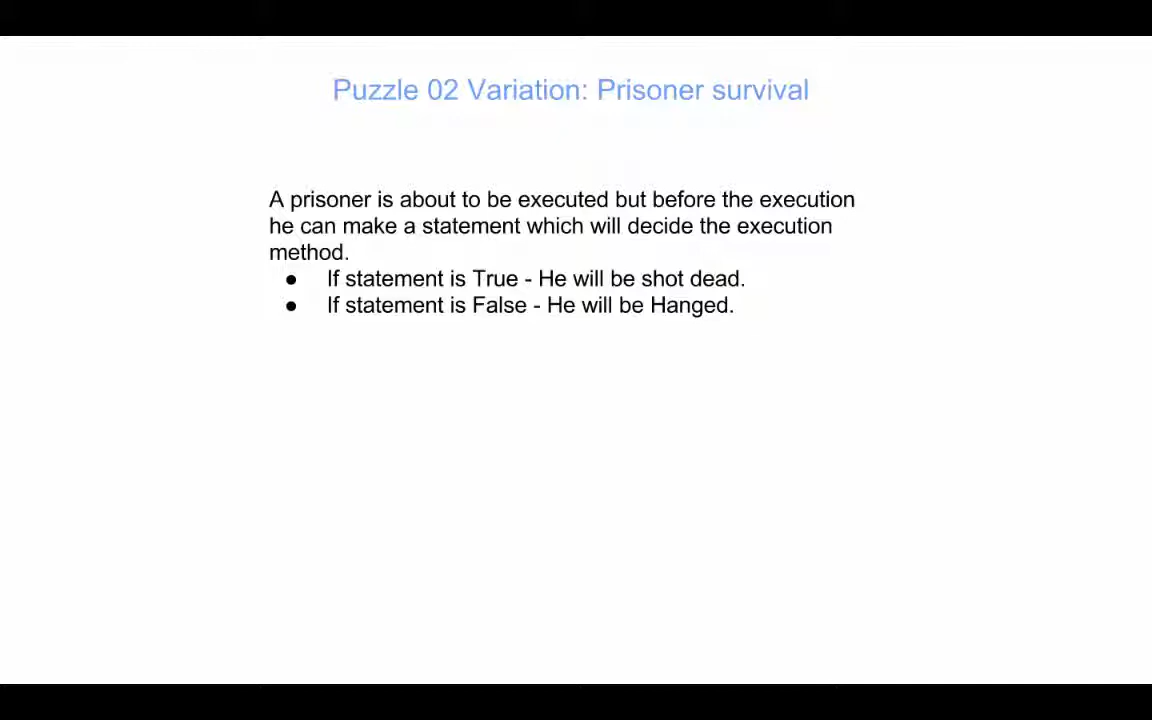 Puzzle 02 Variation: Prisoner survival
A prisoner is about to be executed but before the execution
he can make a statement which will decide the execution
method.
● If statement is True - He will be shot dead.
● If statement is False - He will be Hanged.